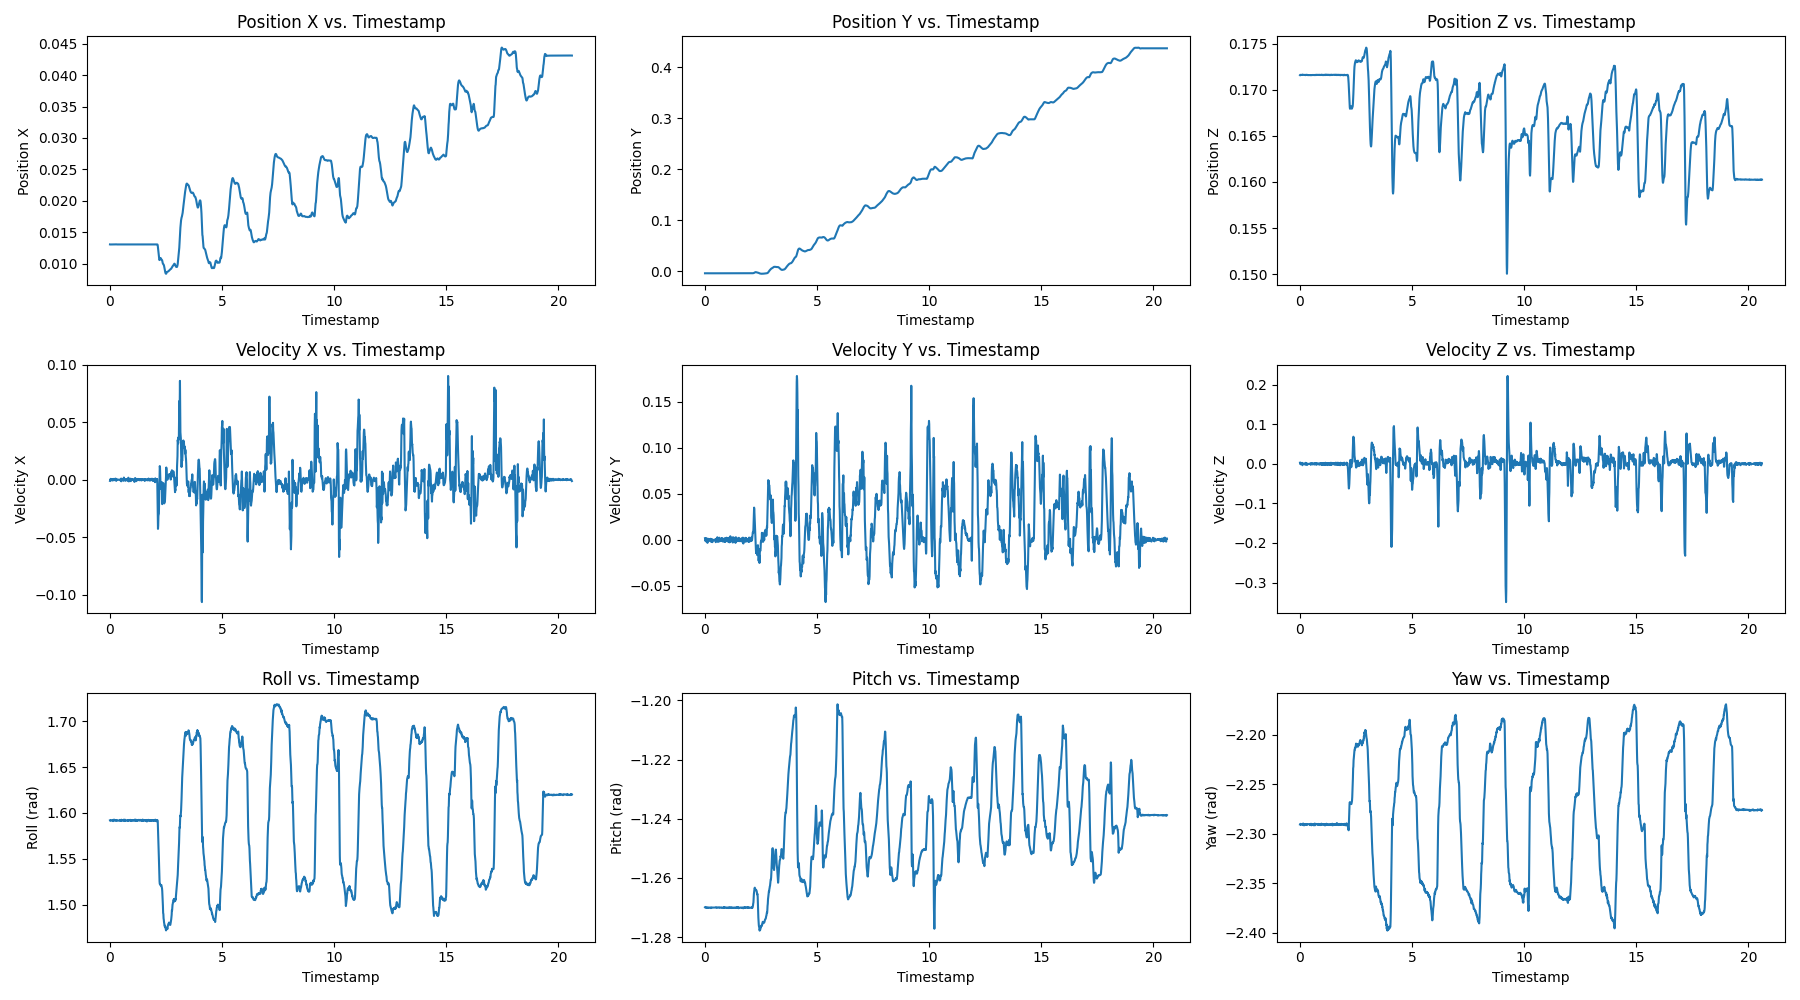 Position X vs. Timestamp
Position X
0.045
0.040
0.035
0.030
0.025
0.020
0.015
0.010
0 5 10 15 20
Timestamp
Position Y vs. Timestamp
Position Y
0.4
0.3
0.2
0.1
0.0
0 5 10 15 20
Timestamp
Position Z vs. Timestamp
Position Z
0.175
0.170
0.165
0.160
0.155
0.150
0 5 10 15 20
Timestamp
Velocity X vs. Timestamp
Velocity X
0.10
0.05
0.00
−0.05
−0.10
0 5 10 15 20
Timestamp
Velocity Y vs. Timestamp
Velocity Y
0.15
0.10
0.05
0.00
−0.05
0 5 10 15 20
Timestamp
Velocity Z vs. Timestamp
Velocity Z
0.2
0.1
0.0
−0.1
−0.2
−0.3
0 5 10 15 20
Timestamp
Roll vs. Timestamp
Roll (rad)
1.70
1.65
1.60
1.55
1.50
0 5 10 15 20
Timestamp
Pitch vs. Timestamp
Pitch (rad)
−1.20
−1.22
−1.24
−1.26
−1.28
0 5 10 15 20
Timestamp
Yaw vs. Timestamp
Yaw (rad)
−2.20
−2.25
−2.30
−2.35
−2.40
0 5 10 15 20
Timestamp